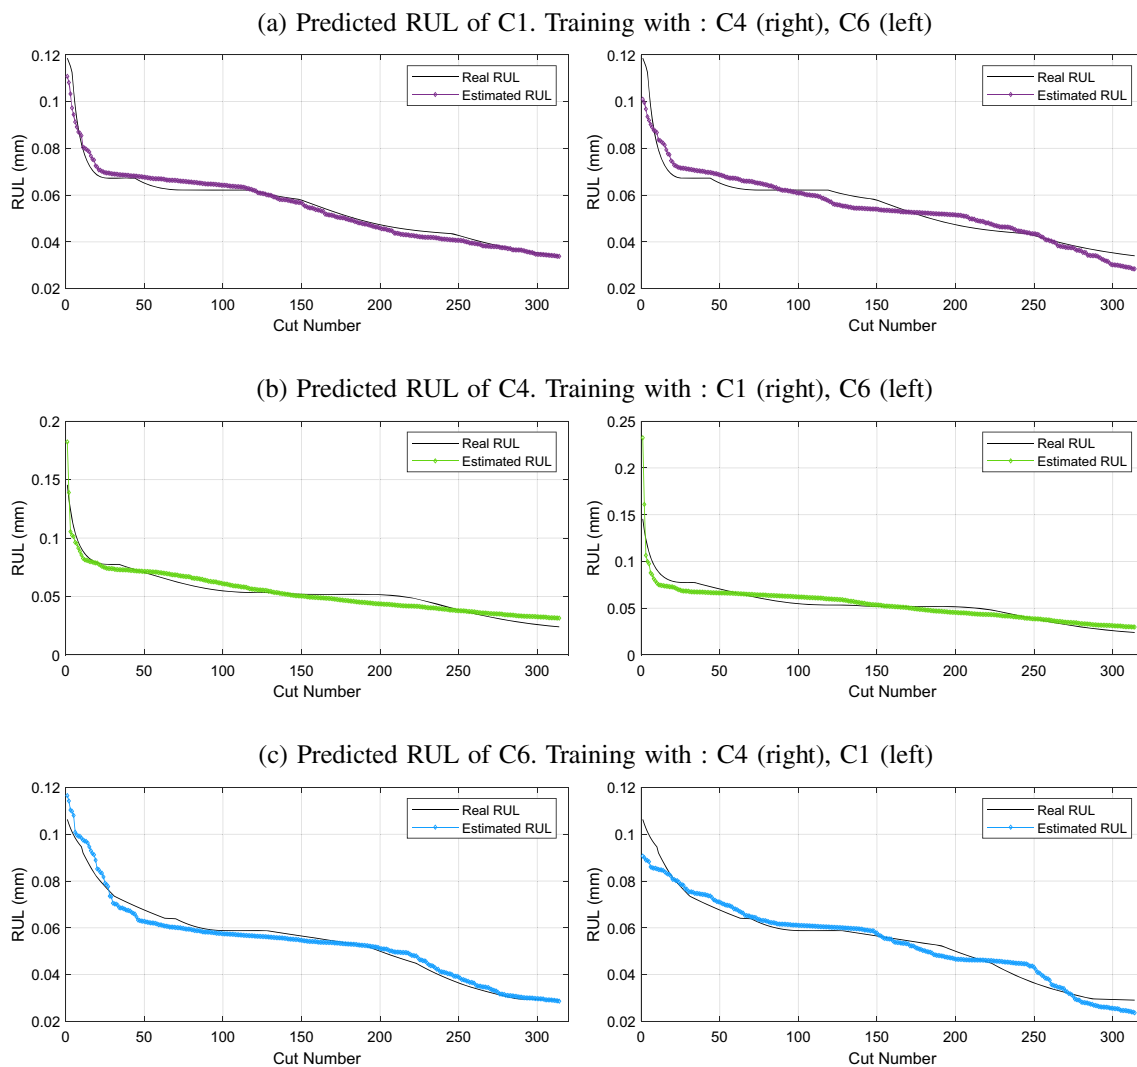 (a) Predicted RUL of C1. Training with : C4 (right), C6 (left)
0.12
0.1
0.08
0.06
0.04
0.02
RUL (mm)
0 50 100 150 200 250 300
Cut Number
Real RUL
Estimated RUL
0.12
0.1
0.08
0.06
0.04
0.02
RUL (mm)
0 50 100 150 200 250 300
Cut Number
Real RUL
Estimated RUL
(b) Predicted RUL of C4. Training with : C1 (right), C6 (left)
0.2
0.15
0.1
0.05
0
RUL (mm)
0 50 100 150 200 250 300
Cut Number
Real RUL
Estimated RUL
0.25
0.2
0.15
0.1
0.05
0
RUL (mm)
0 50 100 150 200 250 300
Cut Number
Real RUL
Estimated RUL
(c) Predicted RUL of C6. Training with : C4 (right), C1 (left)
0.12
0.1
0.08
0.06
0.04
0.02
RUL (mm)
0 50 100 150 200 250 300
Cut Number
Real RUL
Estimated RUL
0.12
0.1
0.08
0.06
0.04
0.02
RUL (mm)
0 50 100 150 200 250 300
Cut Number
Real RUL
Estimated RUL